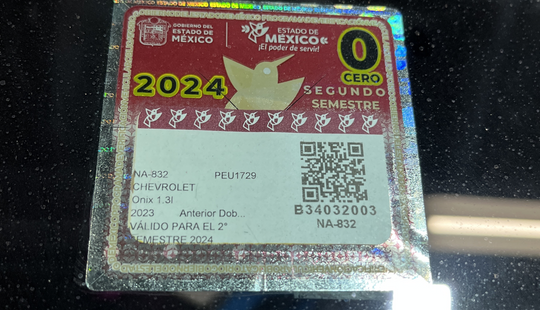 GOBIERNO DEL
ESTADO DE
MÉXICO
ESTADO DE
MÉXICO
¡El poder de servir!
0
CERO
2024
SEGUNDO
SEMESTRE
NA-832 PEU1729
CHEVROLET
Onix 1.3l
2023 Anterior Dob...
VÁLIDO PARA EL 2°
EMESTRE 2024
B34032003
NA-832